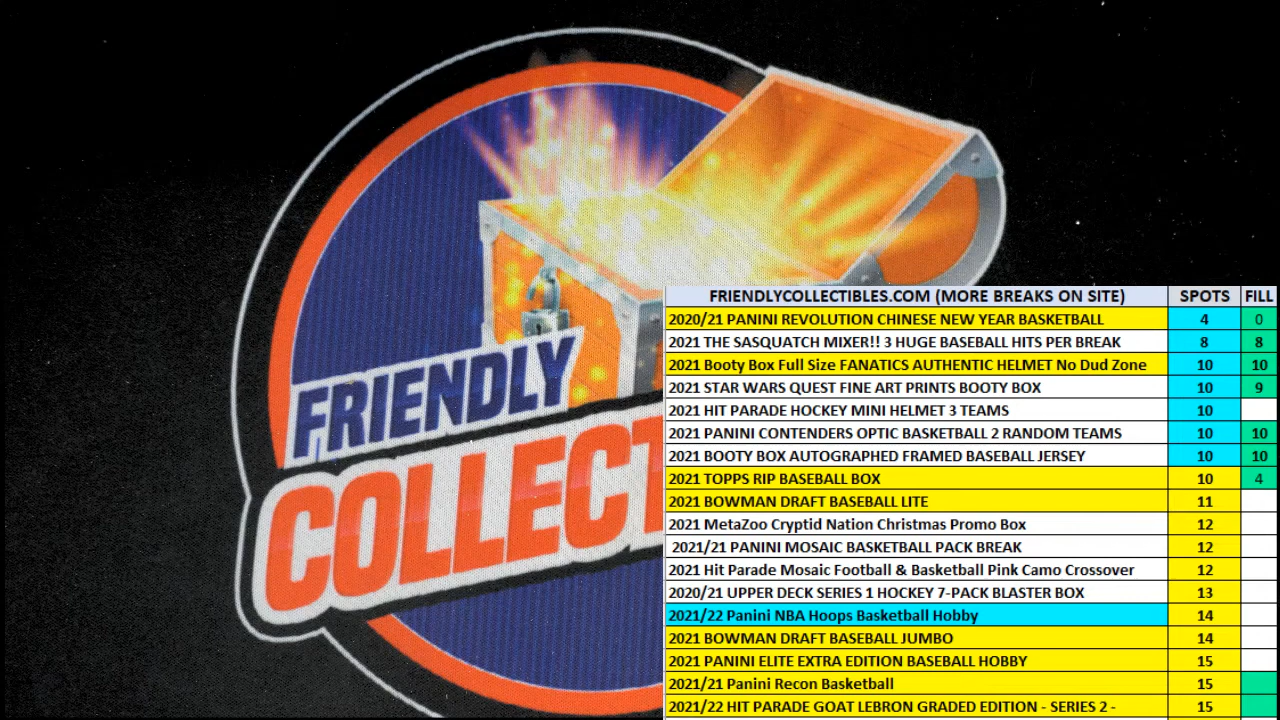 FRIENDLY
COLLECT
FRIENDLYCOLLECTIBLES.COM (MORE BREAKS ON SITE) SPOTS FILL
2020/21 PANINI REVOLUTION CHINESE NEW YEAR BASKETBALL 4 0
2021 THE SASQUATCH MIXER!! 3 HUGE BASEBALL HITS PER BREAK 8 8
2021 Booty Box Full Size FANATICS AUTHENTIC HELMET No Dud Zone 10 10
2021 STAR WARS QUEST FINE ART PRINTS BOOTY BOX 10 9
2021 HIT PARADE HOCKEY MINI HELMET 3 TEAMS 10
2021 PANINI CONTENDERS OPTIC BASKETBALL 2 RANDOM TEAMS 10 10
2021 BOOTY BOX AUTOGRAPHED FRAMED BASEBALL JERSEY 10 10
2021 TOPPS RIP BASEBALL BOX 10 4
2021 BOWMAN DRAFT BASEBALL LITE 11
2021 MetaZoo Cryptid Nation Christmas Promo Box 12
2021/21 PANINI MOSAIC BASKETBALL PACK BREAK 12
2021 Hit Parade Mosaic Football & Basketball Pink Camo Crossover 12
2020/21 UPPER DECK SERIES 1 HOCKEY 7-PACK BLASTER BOX 13
2021/22 Panini NBA Hoops Basketball Hobby 14
2021 BOWMAN DRAFT BASEBALL JUMBO 14
2021 PANINI ELITE EXTRA EDITION BASEBALL HOBBY 15
2021/21 Panini Recon Basketball 15
2021/22 HIT PARADE GOAT LEBRON GRADED EDITION - SERIES 2 - 15